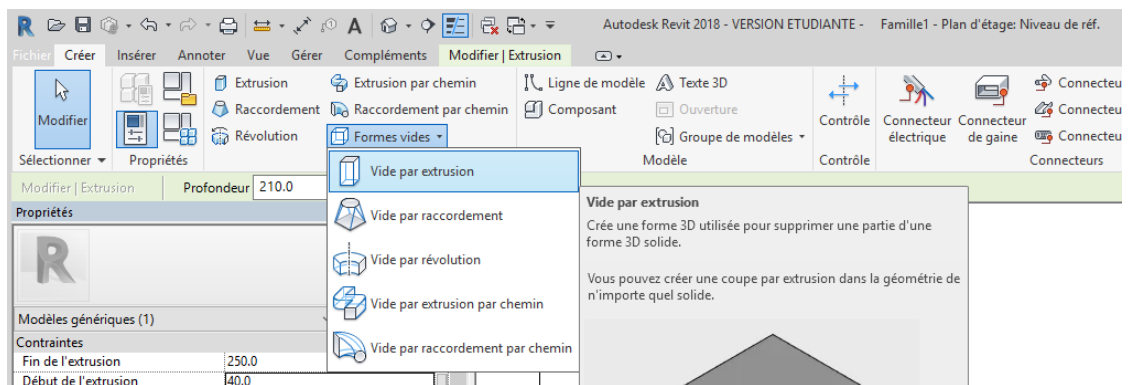 Autodesk Revit 2018 - VERSION ETUDIANTE - Famille1 - Plan d'étage: Niveau de réf.
Fichier Créer Insérer Annoter Vue Gérer Compléments Modifier | Extrusion
Extrusion Extrusion par chemin Ligne de modèle Texte 3D Connecteu
Raccordement Raccordement par chemin Composant Ouverture Connecteu
Modifier Révolution Formes vides Groupe de modèles Contrôle Connecteur électrique Connecteur de gaine Connecteu
Sélectionner Propriétés Modèle Contrôle Connecteurs
Modifier | Extrusion Profondeur 210.0
Propriétés
Vide par extrusion
Vide par raccordement
Vide par révolution
Vide par extrusion par chemin
Vide par raccordement par chemin
Vide par extrusion
Crée une forme 3D utilisée pour supprimer une partie d'une
forme 3D solide.
Vous pouvez créer une coupe par extrusion dans la géométrie de
n'importe quel solide.
R
Modèles génériques (1)
Contraintes
Fin de l'extrusion 250.0
Début de l'extrusion 40.0